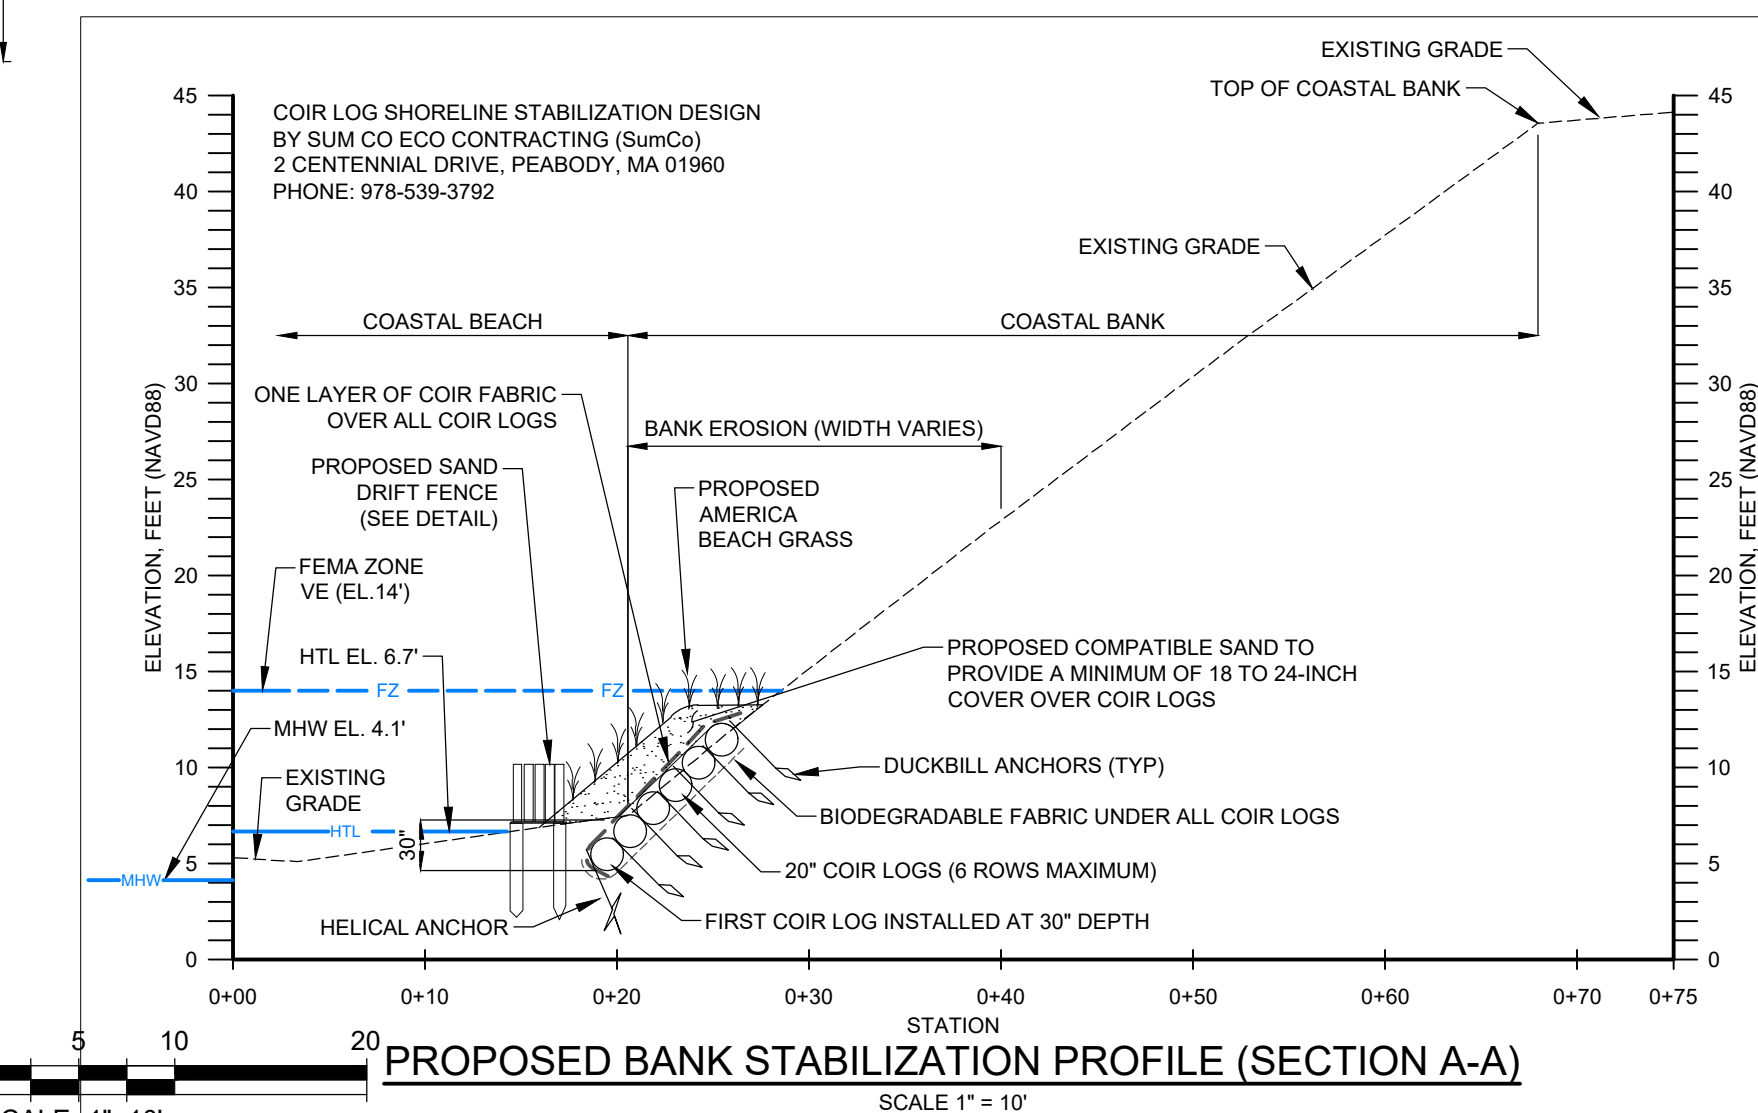 EXISTING GRADE
TOP OF COASTAL BANK
COIR LOG SHORELINE STABILIZATION DESIGN
BY SUM CO ECO CONTRACTING (SumCo)
2 CENTENNIAL DRIVE, PEABODY, MA 01960
PHONE: 978-539-3792
EXISTING GRADE
COASTAL BEACH
COASTAL BANK
ONE LAYER OF COIR FABRIC
OVER ALL COIR LOGS
BANK EROSION (WIDTH VARIES)
PROPOSED SAND
DRIFT FENCE
(SEE DETAIL)
PROPOSED
AMERICA
BEACH GRASS
FEMA ZONE
VE (EL.14')
HTL EL. 6.7'
PROPOSED COMPATIBLE SAND TO
PROVIDE A MINIMUM OF 18 TO 24-INCH
COVER OVER COIR LOGS
FZ
FZ
MHW EL. 4.1'
EXISTING
GRADE
DUCKBILL ANCHORS (TYP)
BIODEGRADABLE FABRIC UNDER ALL COIR LOGS
HTL
30"
MHW
20" COIR LOGS (6 ROWS MAXIMUM)
FIRST COIR LOG INSTALLED AT 30" DEPTH
HELICAL ANCHOR
ELEVATION, FEET (NAVD88)
45
40
35
30
25
20
15
10
5
0
45
40
35
30
25
20
15
10
5
0
ELEVATION, FEET (NAVD88)
0+00
0+10
0+20
0+30
0+40
0+50
0+60
0+70
0+75
STATION
5
10
20
PROPOSED BANK STABILIZATION PROFILE (SECTION A-A)
SCALE 1" = 10'